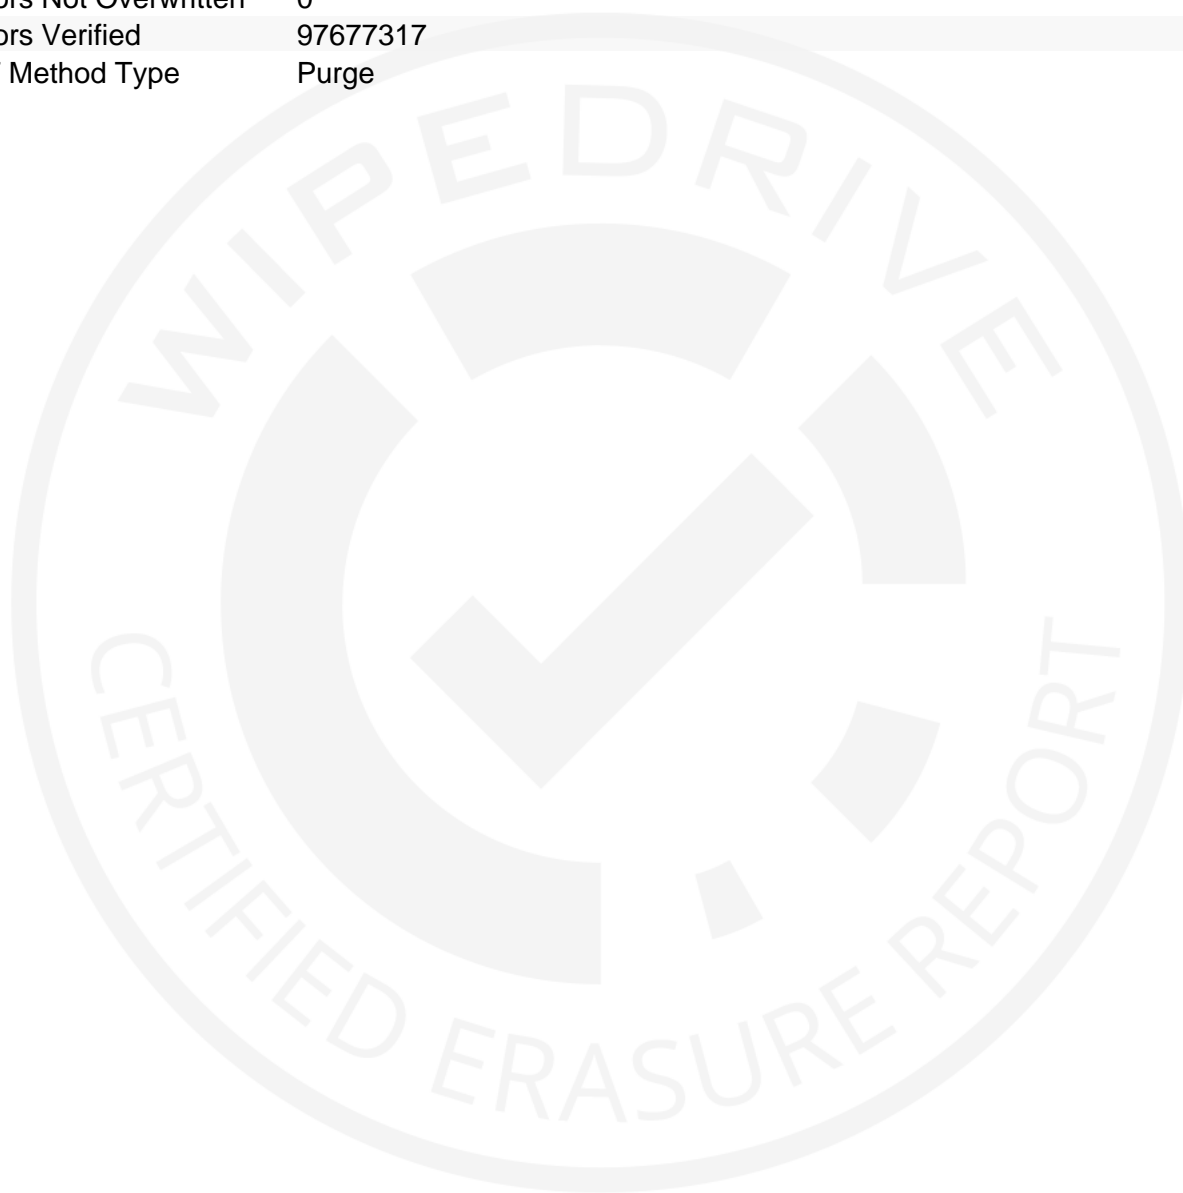 ors Not Overwritten 0
ors Verified 97677317
Method Type Purge
WIPEDRIVE
CERTIFIED ERASURE REPORT